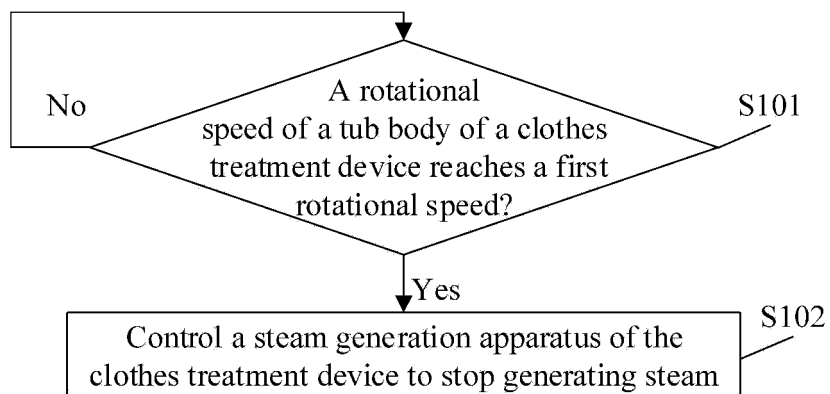 A rotational
No
speed of a tub body of a clothes
S101
treatment device reaches a first
rotational speed?
Yes
S102
Control a steam generation apparatus of the
clothes treatment device to stop generating steam